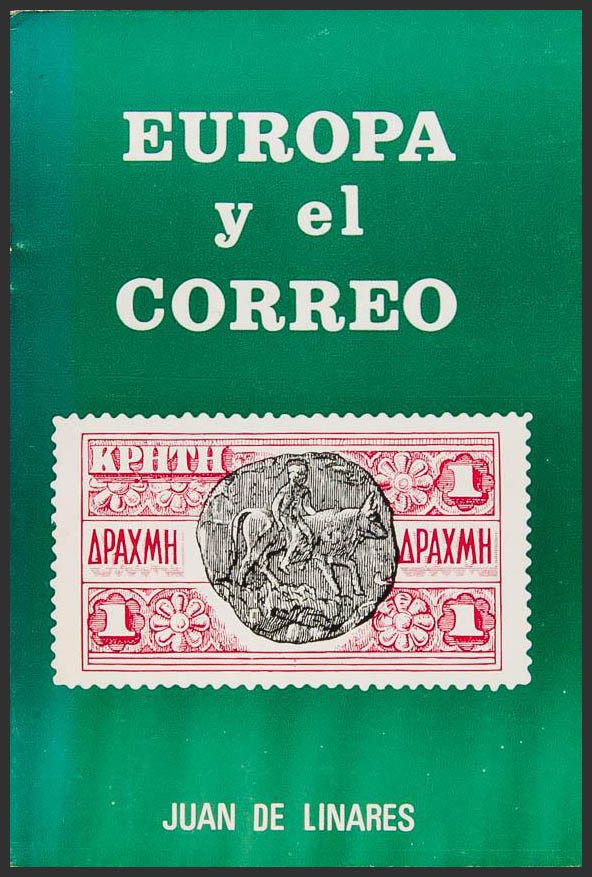 EUROPA
y el
CORREO
ΚΡΗΤΗ
1
ΔΡΑΧΜΗ ΔΡΑΧΜΗ
1 1
JUAN DE LINARES